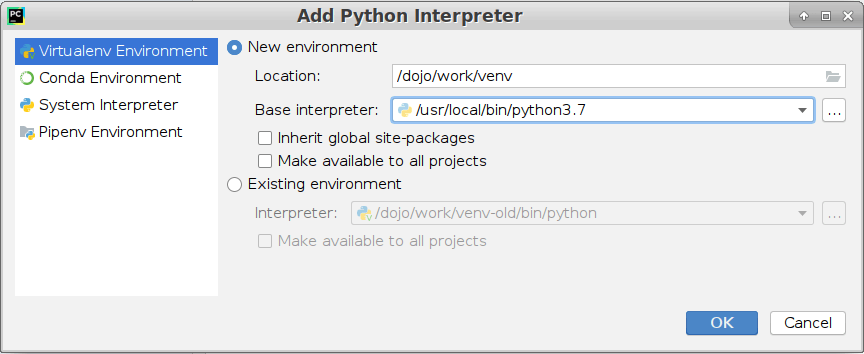 PC
Add Python Interpreter
Virtualenv Environment
Conda Environment
System Interpreter
Pipenv Environment
New environment
Location: /dojo/work/venv
Base interpreter: /usr/local/bin/python3.7 ...
Inherit global site-packages
Make available to all projects
Existing environment
Interpreter: /dojo/work/venv-old/bin/python ...
Make available to all projects
OK Cancel